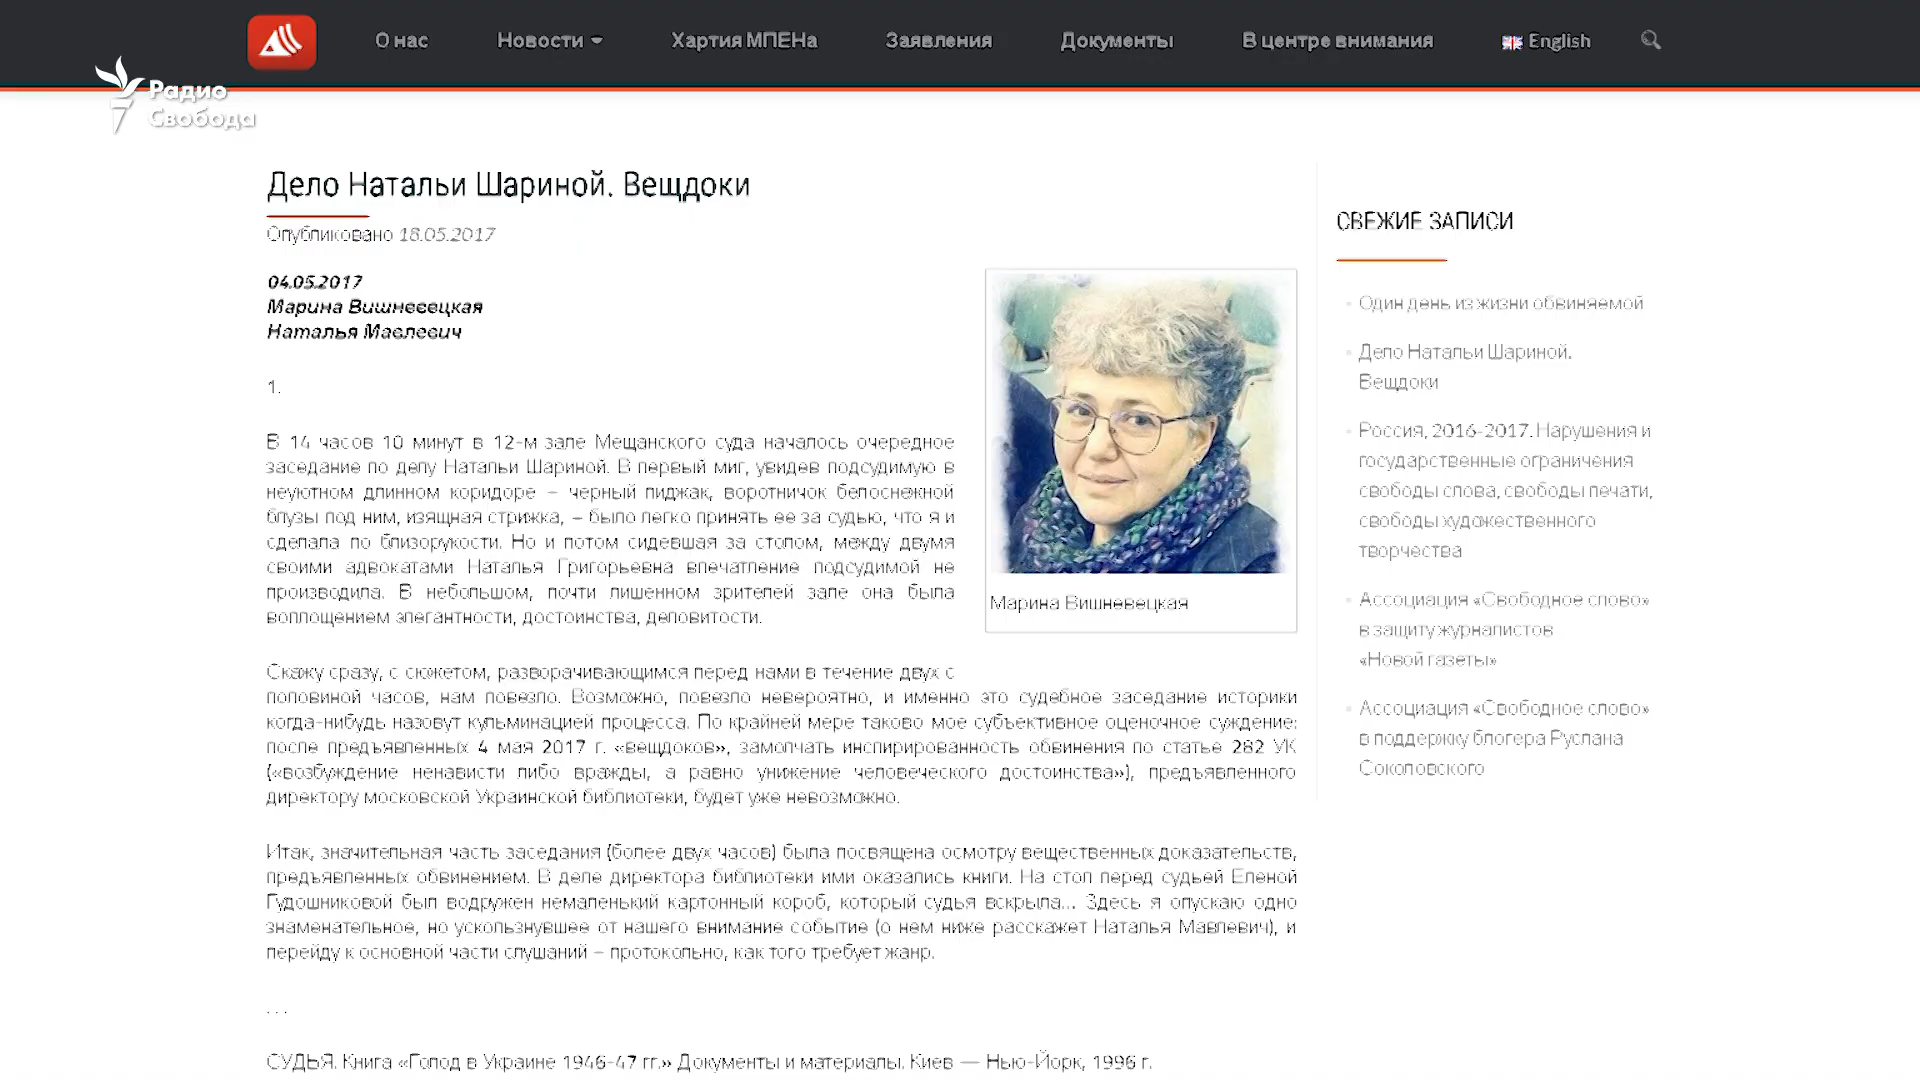 О нас
Новости
Хартия МПЕНа
Заявления
Документы
В центре внимания
English
Радио
Свобода
Дело Натальи Шариной. Вещдоки
Опубликовано 18.05.2017
04.05.2017
Марина Вишневецкая
Наталья Мавлевич
1.
В 14 часов 10 минут в 12-м зале Мещанского суда началось очередное
заседание по делу Натальи Шариной. В первый миг, увидев подсудимую в
неуютном длинном коридоре – черный пиджак, воротничок белоснежной
блузы под ним, изящная стрижка, – было легко принять ее за судью, что я и
сделала по близорукости. Но и потом сидевшая за столом, между двумя
своими адвокатами Наталья Григорьевна впечатление подсудимой не
производила. В небольшом, почти лишенном зрителей зале она была
воплощением элегантности, достоинства, деловитости.
Марина Вишневецкая
Скажу сразу, с сюжетом, разворачивающимся перед нами в течение двух с
половиной часов, нам повезло. Возможно, повезло невероятно, и именно это судебное заседание историки
когда-нибудь назовут кульминацией процесса. По крайней мере таково мое субъективное оценочное суждение:
после предъявленных 4 мая 2017 г. «вещдоков», замолчать инспирированность обвинения по статье 282 УК
(«возбуждение ненависти либо вражды, а равно унижение человеческого достоинства»), предъявленного
директору московской Украинской библиотеки, будет уже невозможно.
Итак, значительная часть заседания (более двух часов) была посвящена осмотру вещественных доказательств,
предъявленных обвинением. В деле директора библиотеки ими оказались книги. На стол перед судьей Еленой
Гудошниковой был водружен немаленький картонный короб, который судья вскрыла... Здесь я опускаю одно
знаменательное, но ускользнувшее от нашего внимание событие (о нем ниже расскажет Наталья Мавлевич), и
перейду к основной части слушаний – протокольно, как того требует жанр.
. . .
СУДЬЯ. Книга «Голод в Украине 1946-47 гг.» Документы и материалы. Киев — Нью-Йорк, 1996 г.
СВЕЖИЕ ЗАПИСИ
Один день из жизни обвиняемой
Дело Натальи Шариной.
Вещдоки
Россия, 2016-2017. Нарушения и
государственные ограничения
свободы слова, свободы печати,
свободы художественного
творчества
Ассоциация «Свободное слово»
в защиту журналистов
«Новой газеты»
Ассоциация «Свободное слово»
в поддержку блогера Руслана
Соколовского